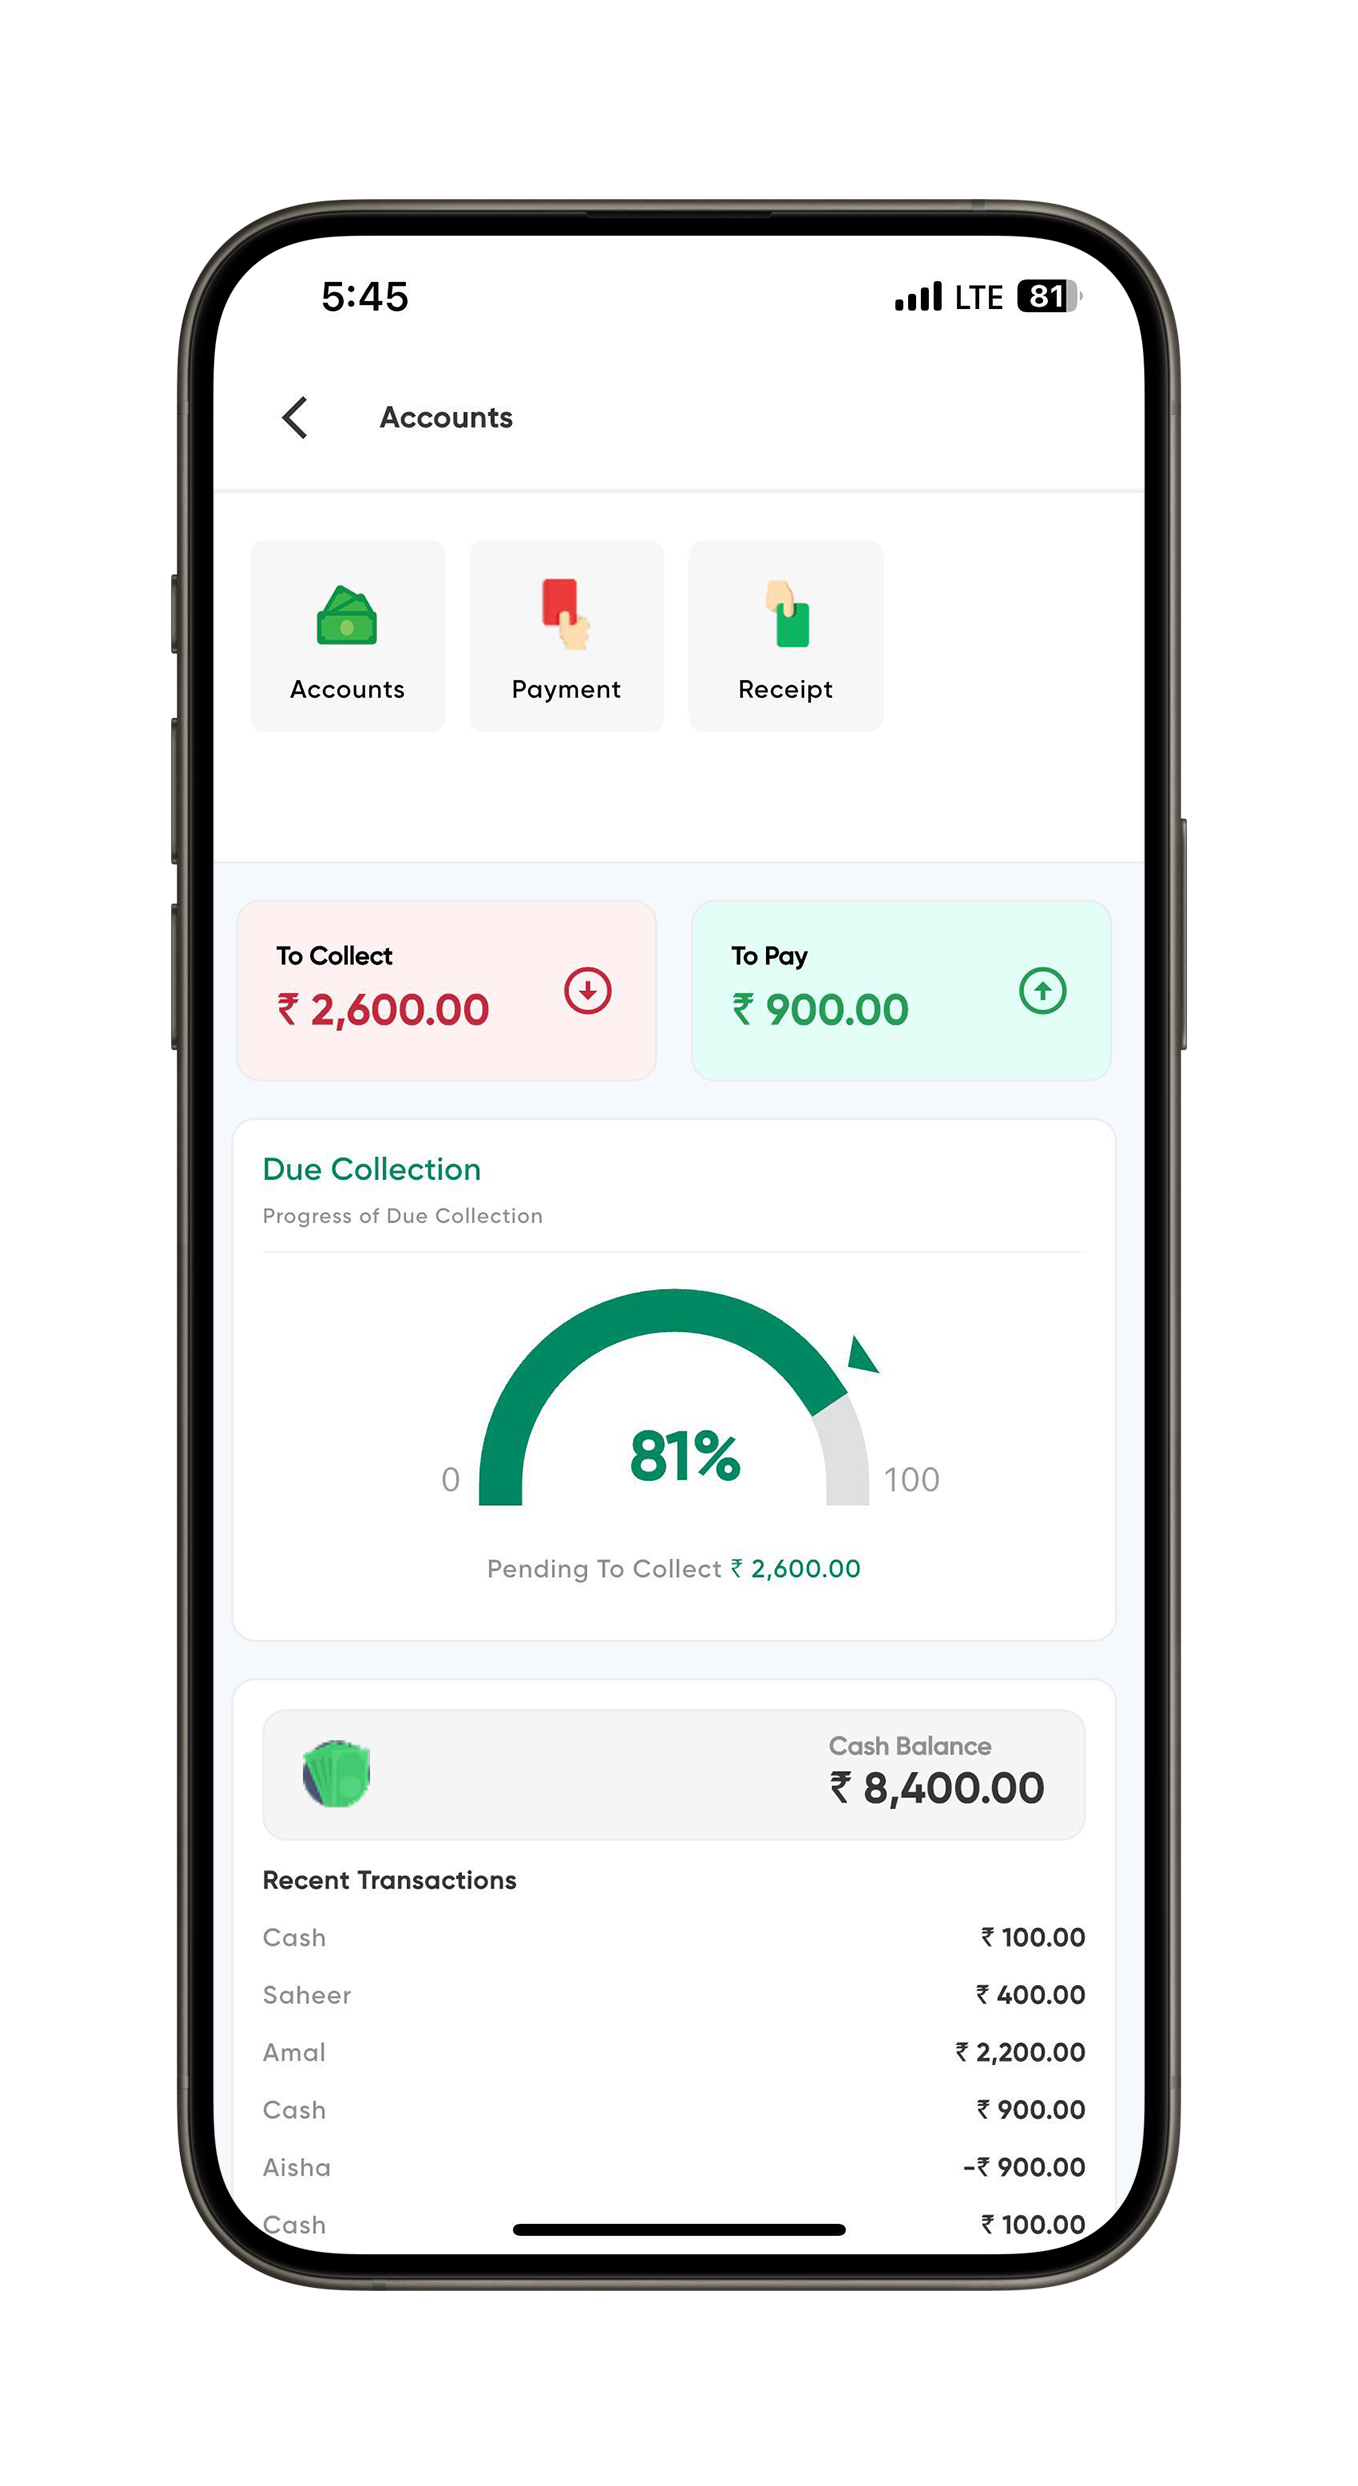 5:45 LTE 81
Accounts
Accounts Payment Receipt
To Collect
₹ 2,600.00
To Pay
₹ 900.00
Due Collection
Progress of Due Collection
81%
0 100
Pending To Collect ₹ 2,600.00
Cash Balance
₹ 8,400.00
Recent Transactions
Cash ₹ 100.00
Saheer ₹ 400.00
Amal ₹ 2,200.00
Cash ₹ 900.00
Aisha -₹ 900.00
Cash ₹ 100.00